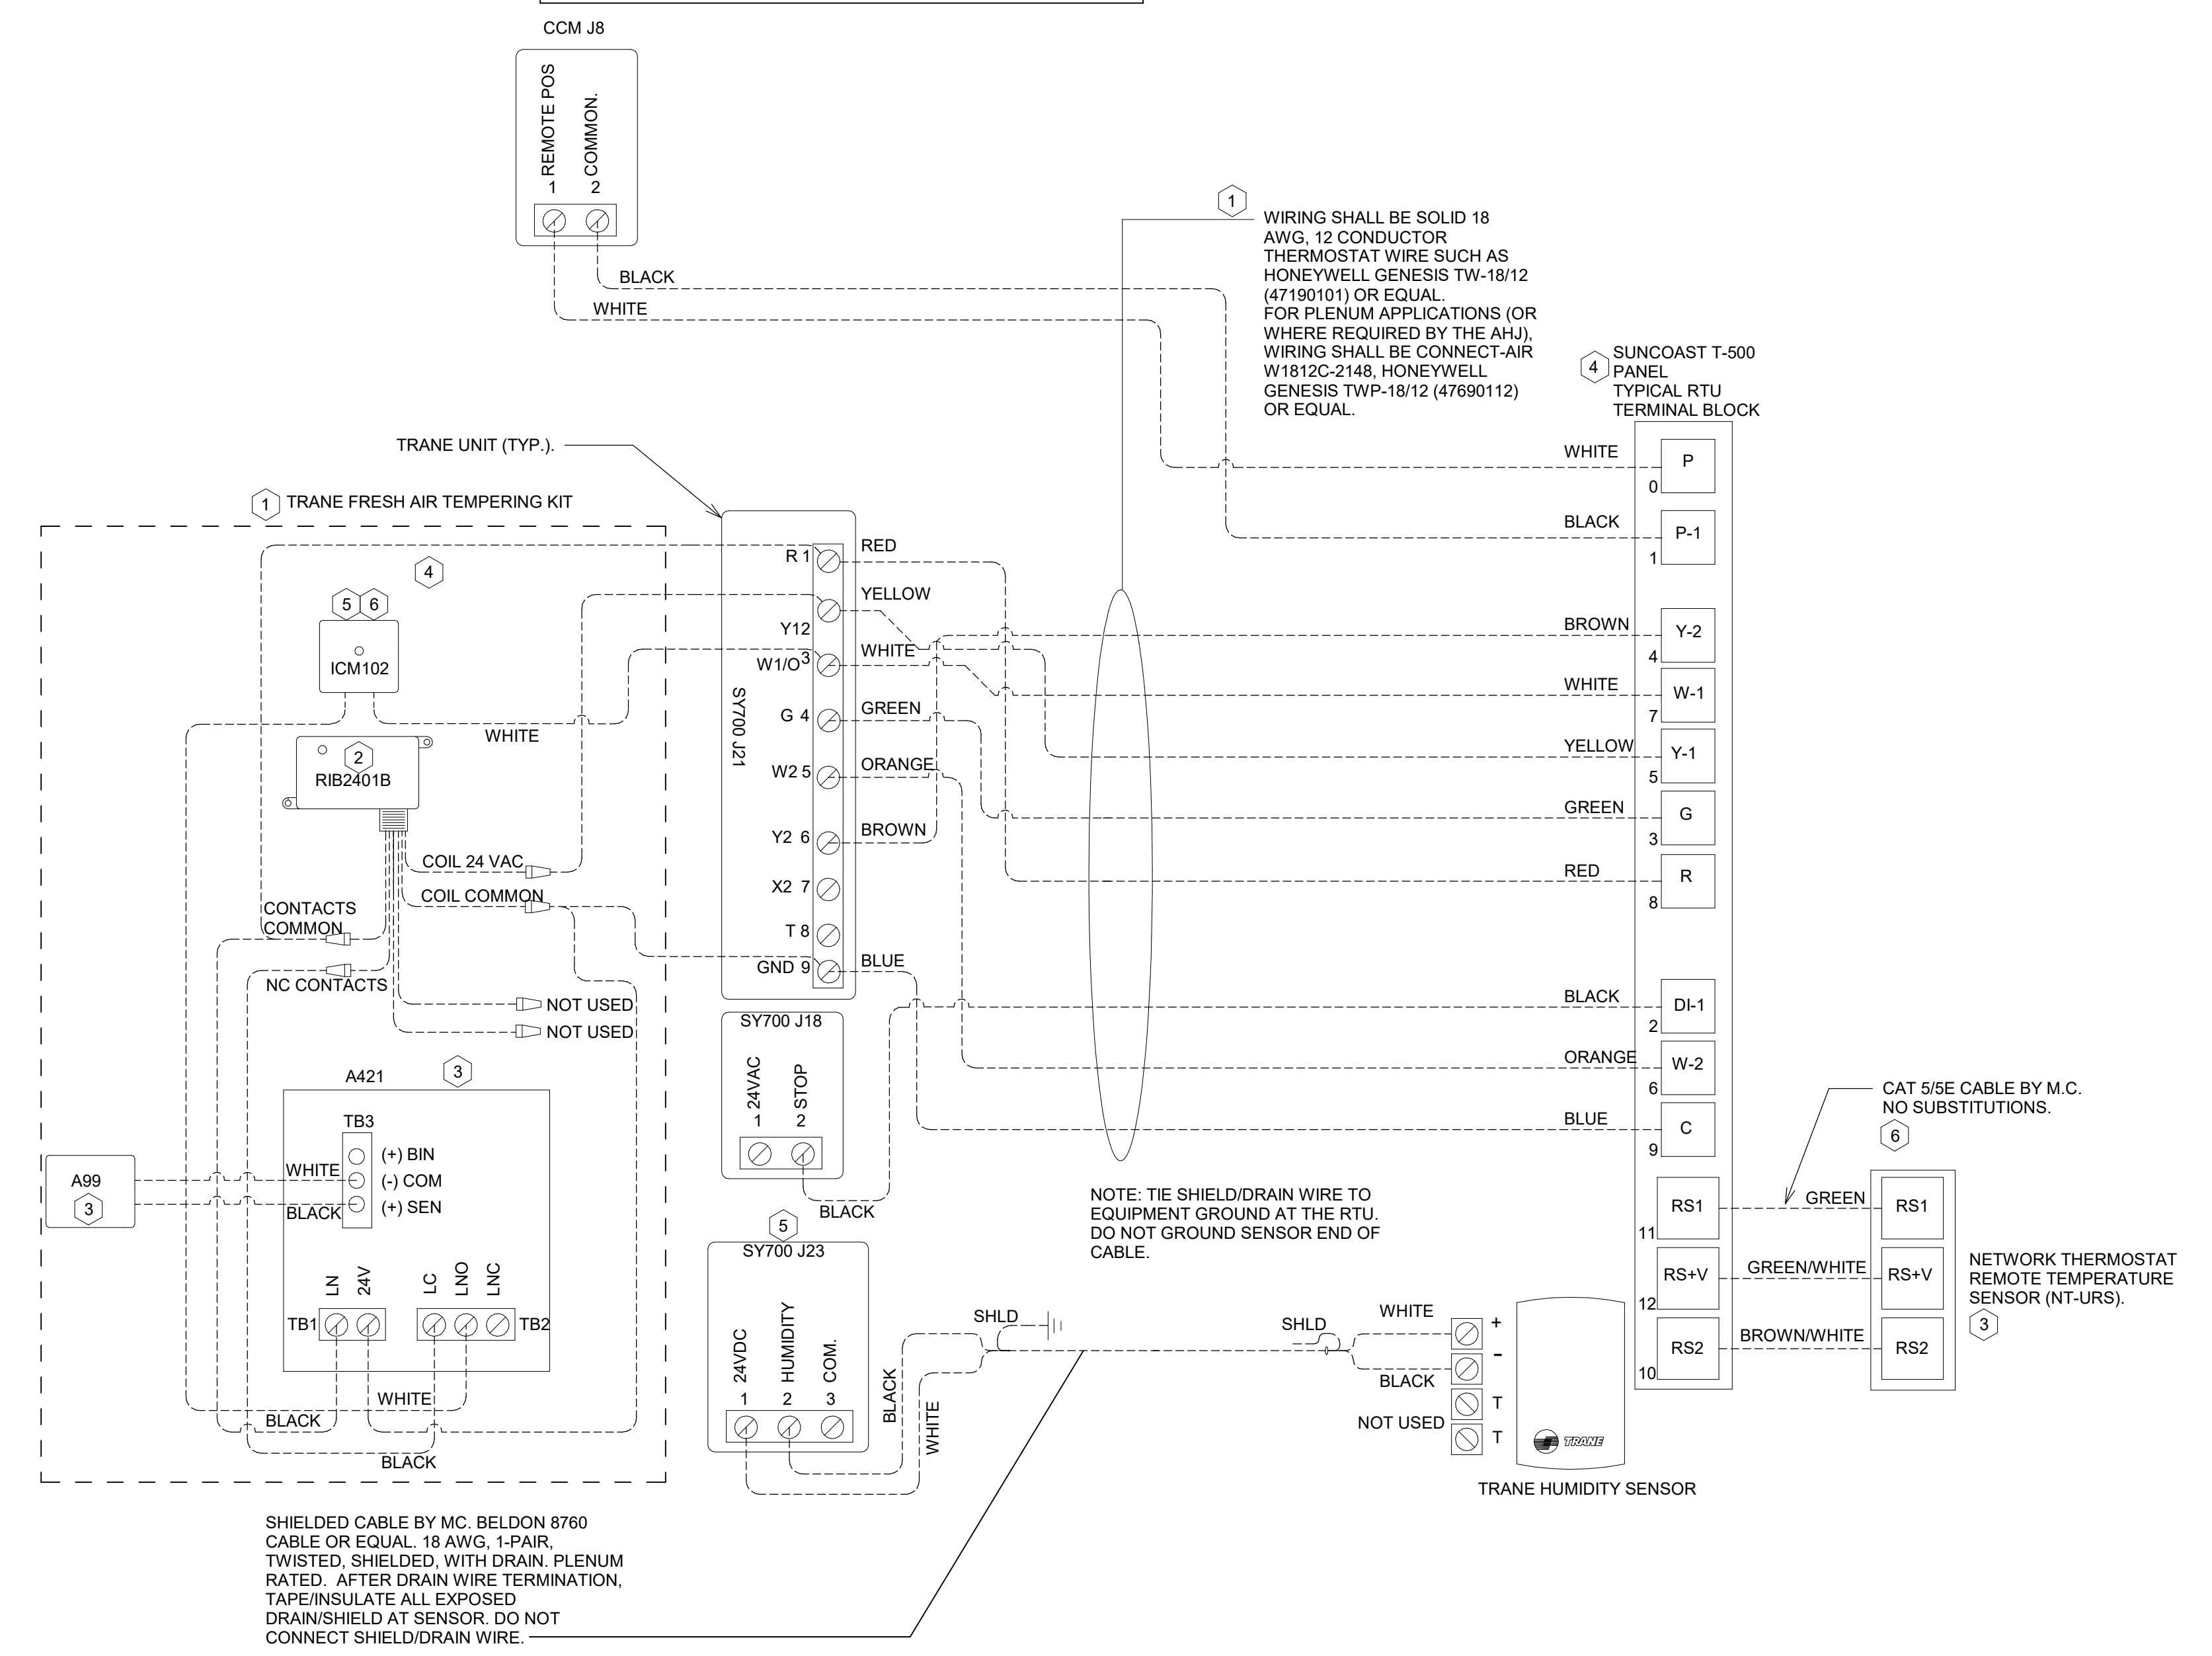 CCM J8
REMOTE POS
COMMON.
1
2
BLACK
WHITE
1
WIRING SHALL BE SOLID 18
AWG, 12 CONDUCTOR
THERMOSTAT WIRE SUCH AS
HONEYWELL GENESIS TW-18/12
(47190101) OR EQUAL.
FOR PLENUM APPLICATIONS (OR
WHERE REQUIRED BY THE AHJ),
WIRING SHALL BE CONNECT-AIR
W1812C-2148, HONEYWELL
GENESIS TWP-18/12 (47690112)
OR EQUAL.
4
SUNCOAST T-500
PANEL
TYPICAL RTU
TERMINAL BLOCK
WHITE
P
0
BLACK
P-1
1
BROWN
Y-2
4
WHITE
W-1
7
YELLOW
Y-1
5
GREEN
G
3
RED
R
8
BLACK
DI-1
2
ORANGE
W-2
6
BLUE
C
9
RS1
11
RS+V
12
RS2
10
GREEN
GREEN/WHITE
BROWN/WHITE
RS1
RS+V
RS2
CAT 5/5E CABLE BY M.C.
NO SUBSTITUTIONS.
6
NETWORK THERMOSTAT
REMOTE TEMPERATURE
SENSOR (NT-URS).
3
TRANE UNIT (TYP.).
1
TRANE FRESH AIR TEMPERING KIT
4
5
6
ICM102
WHITE
2
RIB2401B
COIL 24 VAC
COIL COMMON
CONTACTS
COMMON
NC CONTACTS
NOT USED
NOT USED
A421
3
TB3
(+) BIN
(-) COM
(+) SEN
WHITE
BLACK
A99
3
LN
24V
LC
LNO
LNC
TB1
TB2
WHITE
BLACK
BLACK
SY700 J21
R 1
RED
Y12
YELLOW
W1/O 3
WHITE
G 4
GREEN
W2 5
ORANGE
Y2 6
BROWN
X2 7
T 8
GND 9
BLUE
SY700 J18
24VAC
STOP
1
2
BLACK
5
SY700 J23
24VDC
HUMIDITY
COM.
1
2
3
BLACK
WHITE
SHLD
NOTE: TIE SHIELD/DRAIN WIRE TO
EQUIPMENT GROUND AT THE RTU.
DO NOT GROUND SENSOR END OF
CABLE.
SHLD
WHITE
BLACK
NOT USED
+
-
T
T
TRANE
TRANE HUMIDITY SENSOR
SHIELDED CABLE BY MC. BELDON 8760
CABLE OR EQUAL. 18 AWG, 1-PAIR,
TWISTED, SHIELDED, WITH DRAIN. PLENUM
RATED. AFTER DRAIN WIRE TERMINATION,
TAPE/INSULATE ALL EXPOSED
DRAIN/SHIELD AT SENSOR. DO NOT
CONNECT SHIELD/DRAIN WIRE.